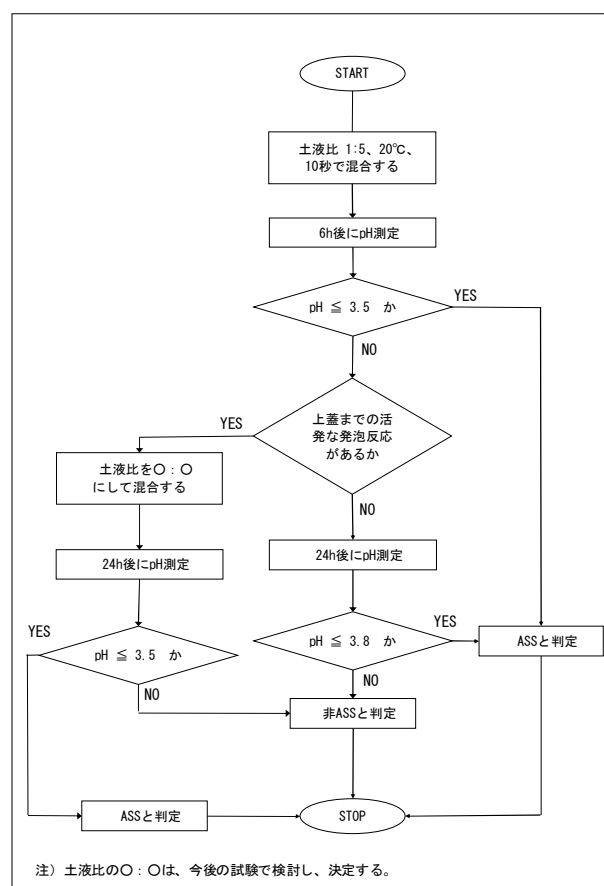 START
土液比 1:5、20℃、
10秒で混合する
6h後にpH測定
pH ≦ 3.5 か
YES
NO
上蓋までの活
発な発泡反応
があるか
YES
NO
土液比を〇：〇
にして混合する
24h後にpH測定
24h後にpH測定
YES
pH ≦ 3.5 か
NO
pH ≦ 3.8 か
YES
NO
ASSと判定
非ASSと判定
ASSと判定
STOP
注）土液比の〇：〇は、今後の試験で検討し、決定する。